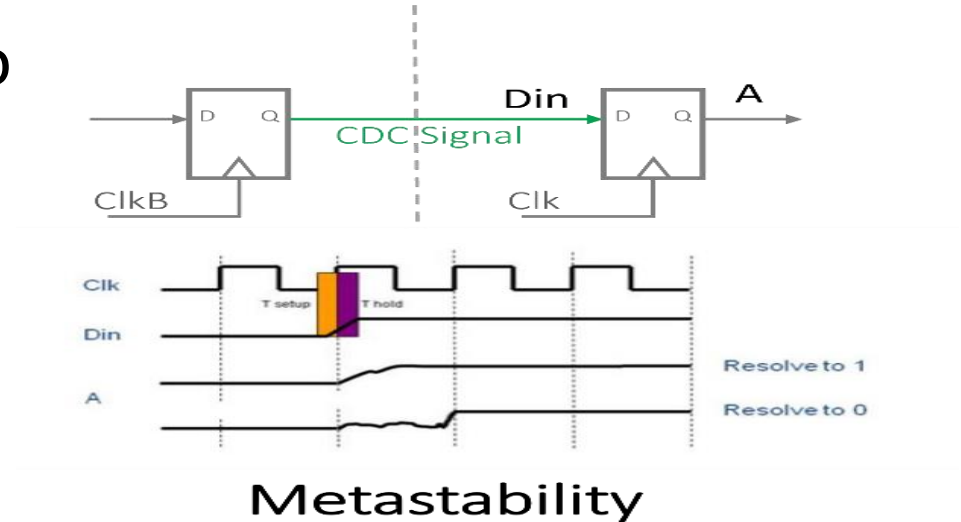 Din
A
D
Q
D
Q
CDC Signal
ClkB
Clk
Clk
T setup
T hold
Din
Resolve to 1
A
Resolve to 0
Metastability